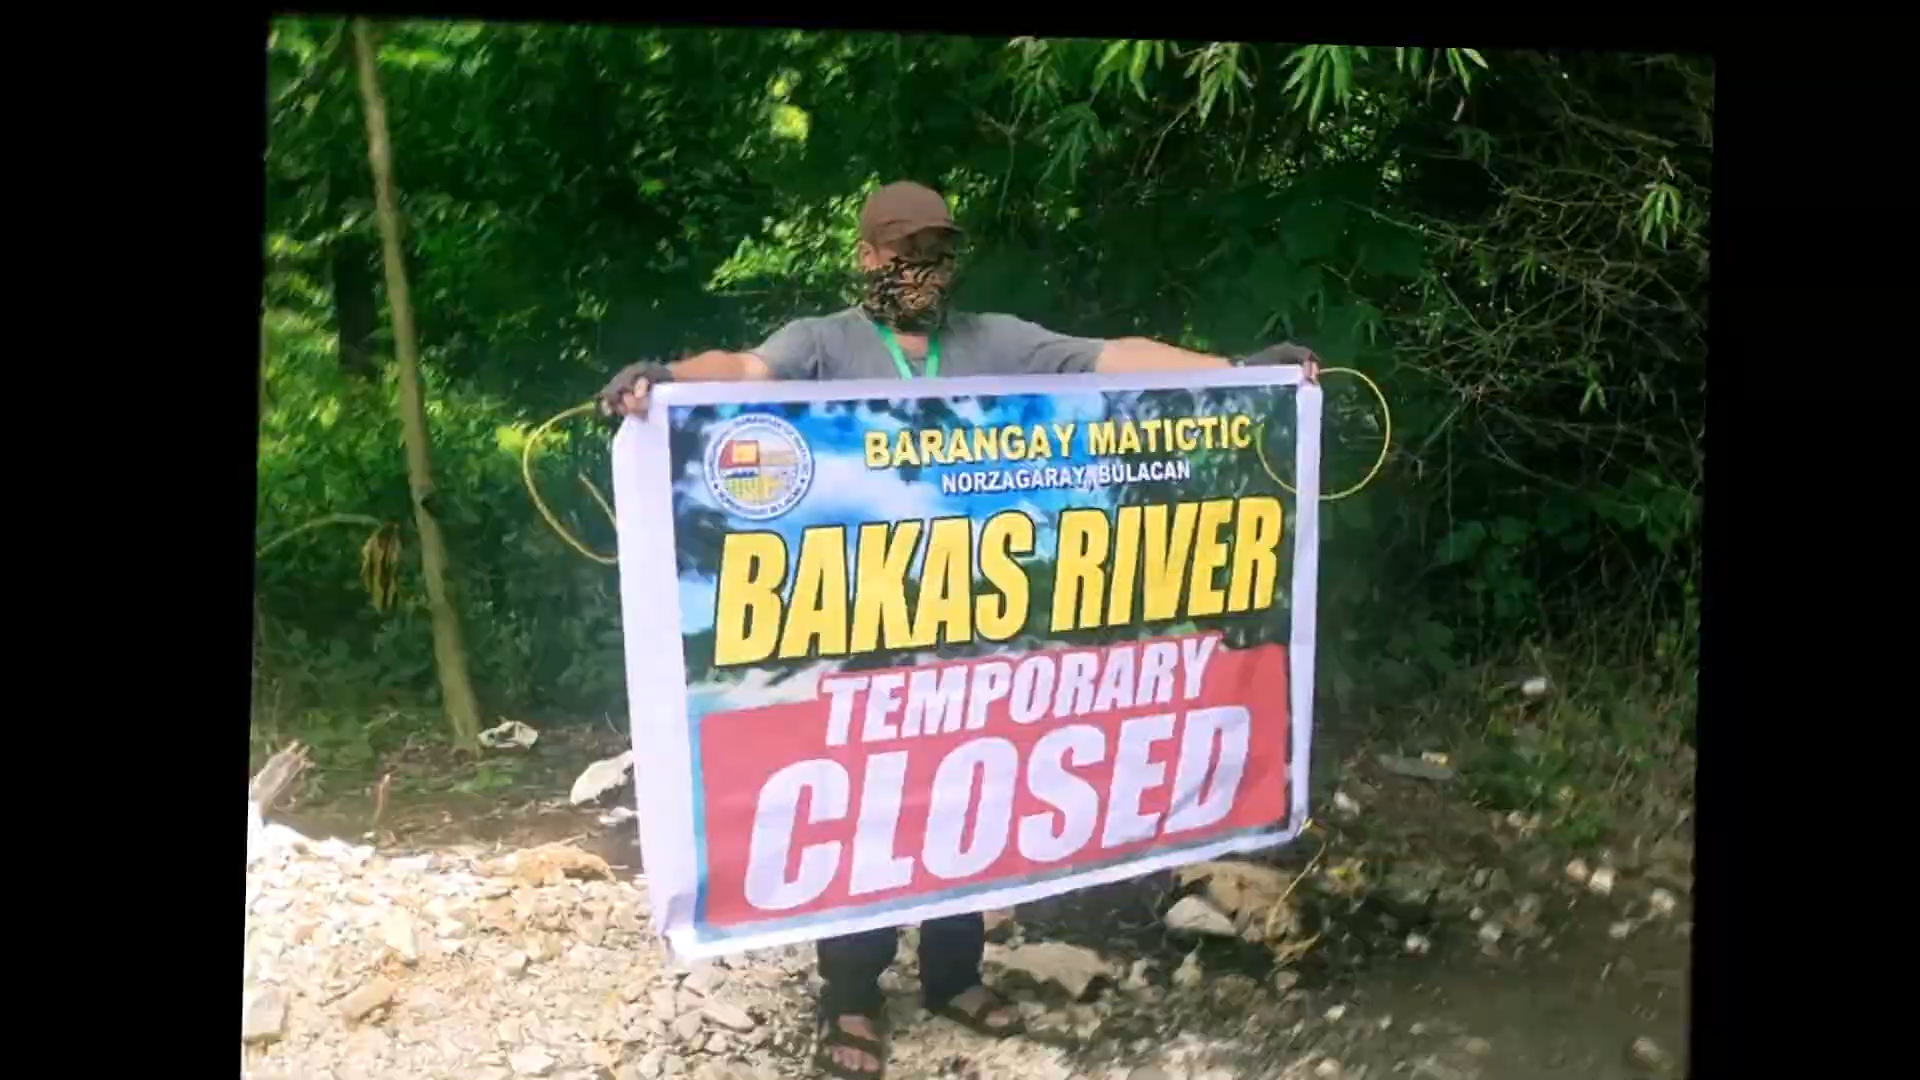 BARANGAY MATICTIC
NORZAGARAY, BULACAN
BAKAS RIVER
TEMPORARY
CLOSED